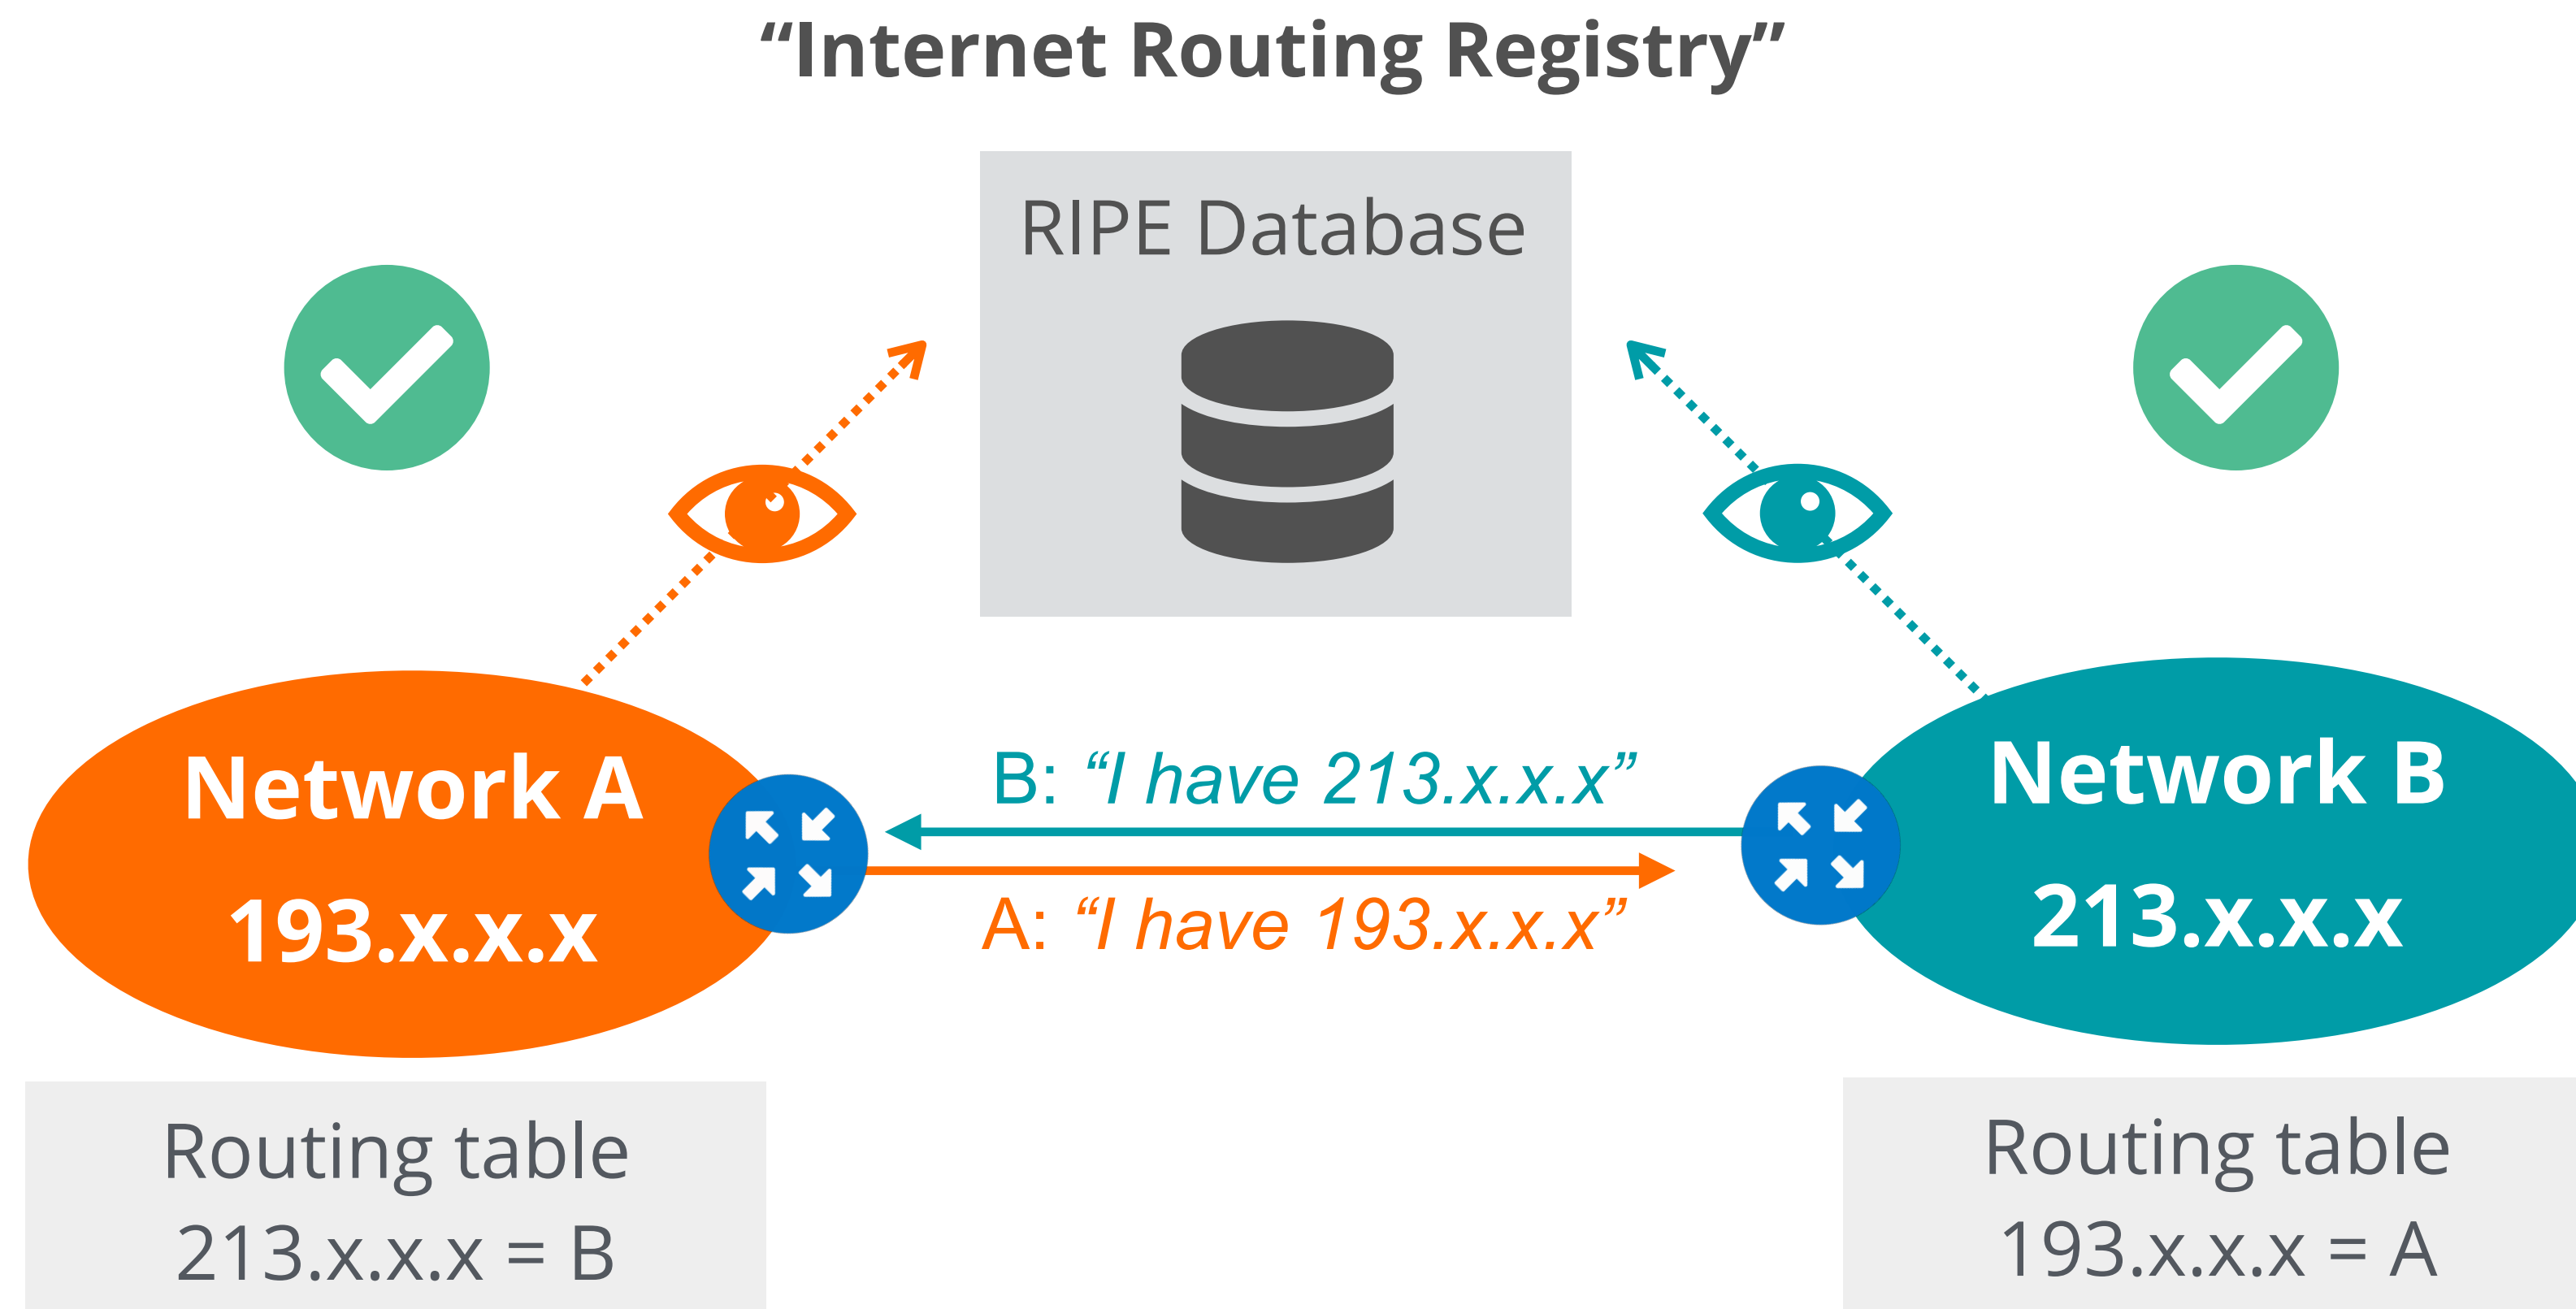 “Internet Routing Registry”
RIPE Database
Network A
193.x.x.x
B: “I have 213.x.x.x”
A: “I have 193.x.x.x”
Network B
213.x.x.x
Routing table
213.x.x.x = B
Routing table
193.x.x.x = A